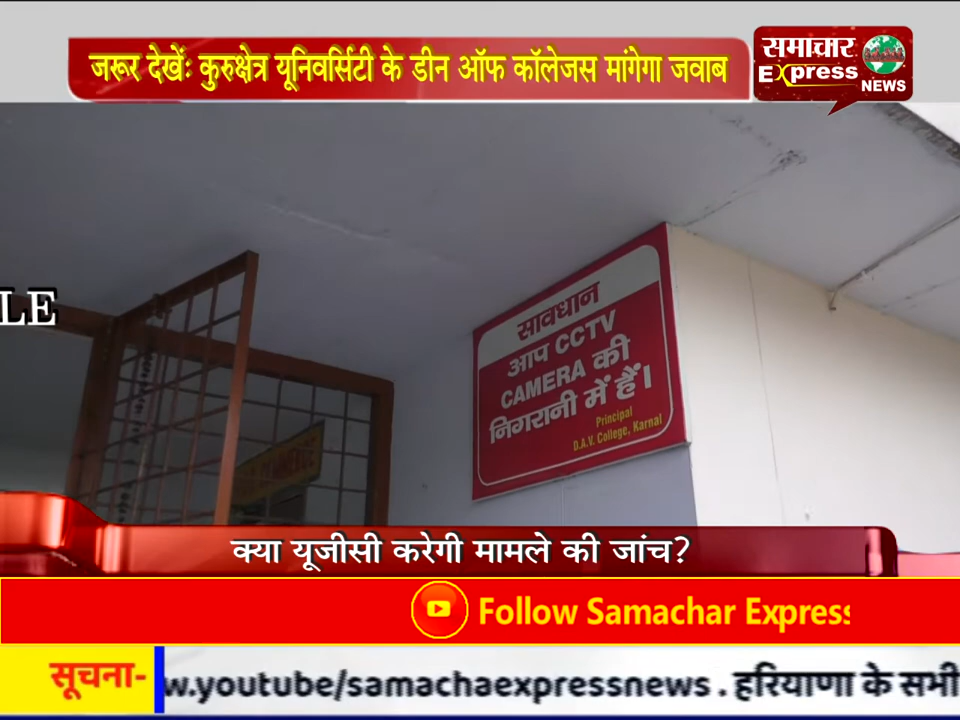 जरूर देखेंः कुरुक्षेत्र यूनिवर्सिटी के डीन ऑफ कॉलेजस मांगेगा जवाब
समाचार
Express
NEWS
LE
सावधान
आप CCTV
CAMERA की
निगरानी में हैं।
Principal
D.A.V. College, Karnal
क्या यूजीसी करेगी मामले की जांच?
Follow Samachar Express
सूचना- w.youtube/samachaexpressnews . हरियाणा के सभी